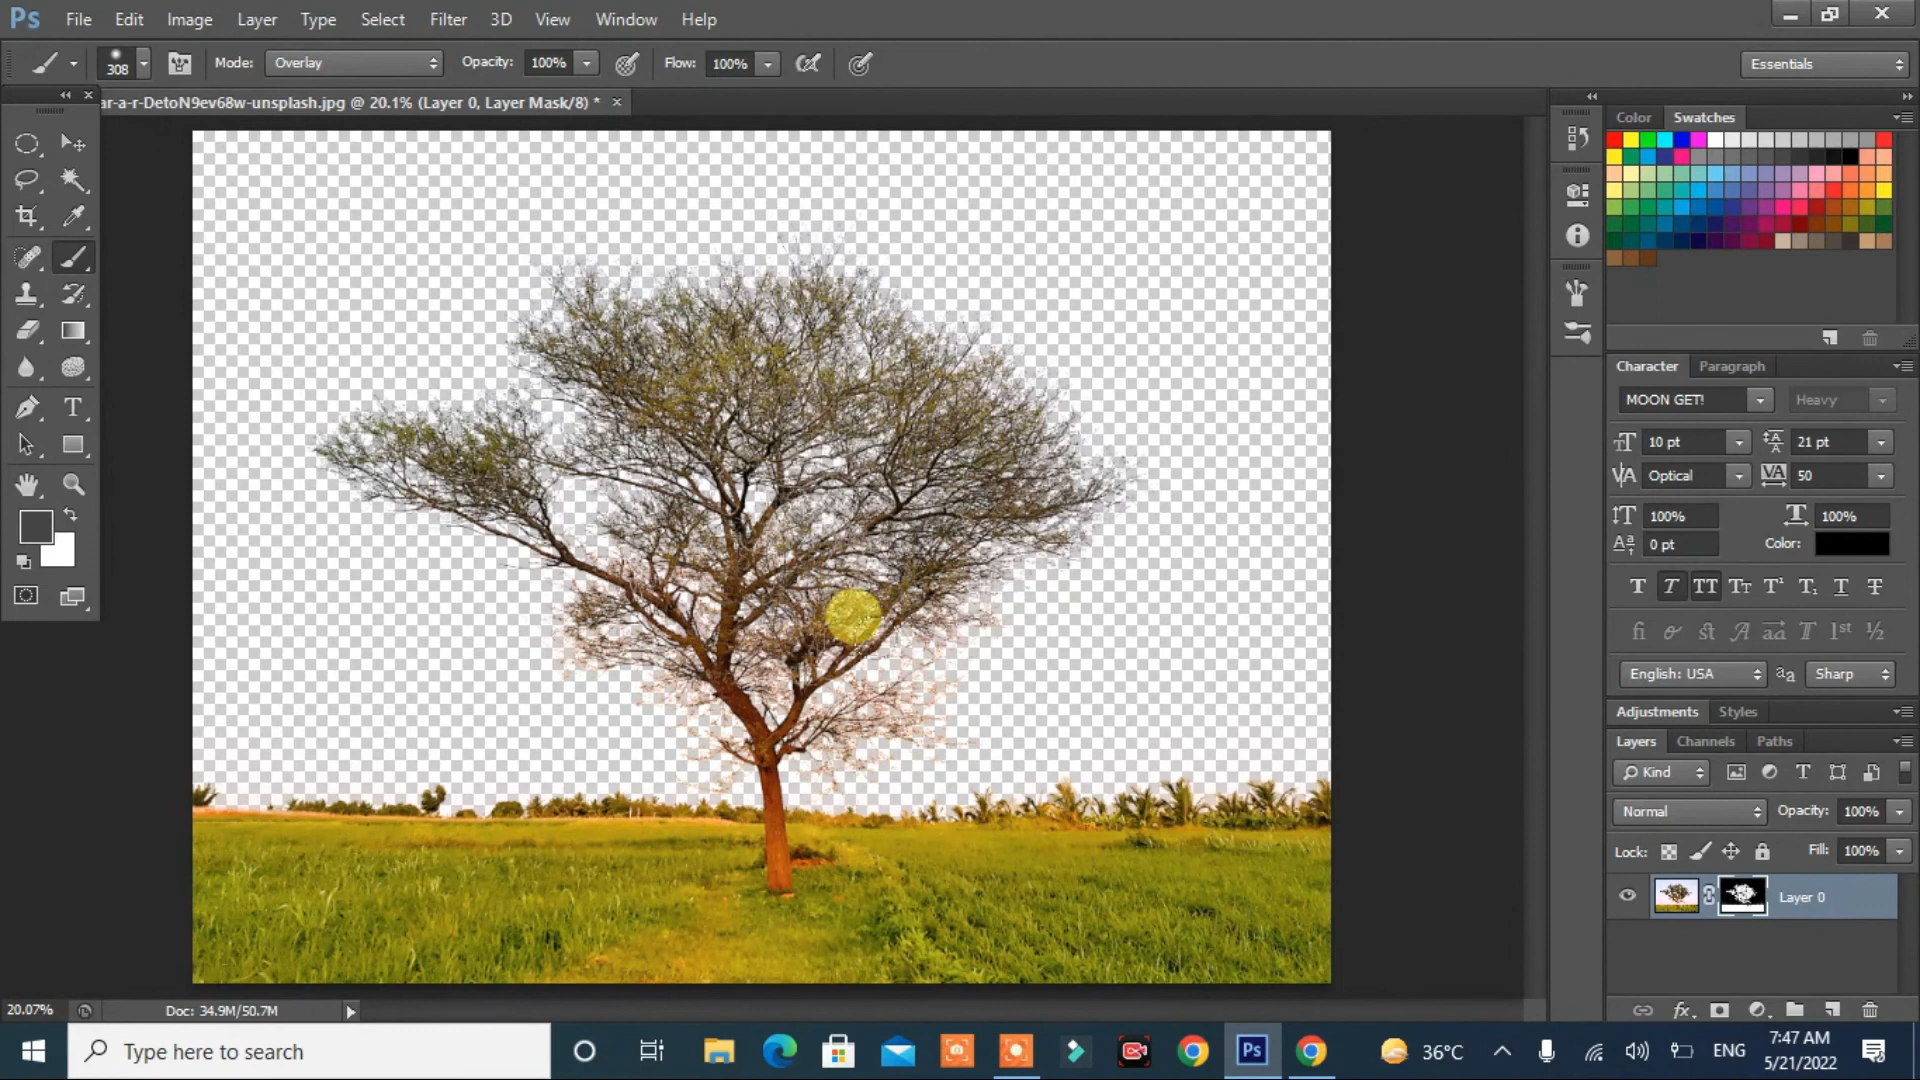 Ps File Edit Image Layer Type Select Filter 3D View Window Help
308 Mode: Overlay Opacity: 100% Flow: 100% Essentials
ar-a-r-DetoN9ev68w-unsplash.jpg @ 20.1% (Layer 0, Layer Mask/8) *
Color Swatches
Character Paragraph
MOON GET! Heavy
10 pt 21 pt
Optical 50
100% 100%
0 pt Color:
English: USA Sharp
Adjustments Styles
Layers Channels Paths
Kind
Normal Opacity: 100%
Lock: Fill: 100%
Layer 0
20.07% Doc: 34.9M/50.7M
Type here to search
Ps 36°C ENG 7:47 AM
5/21/2022